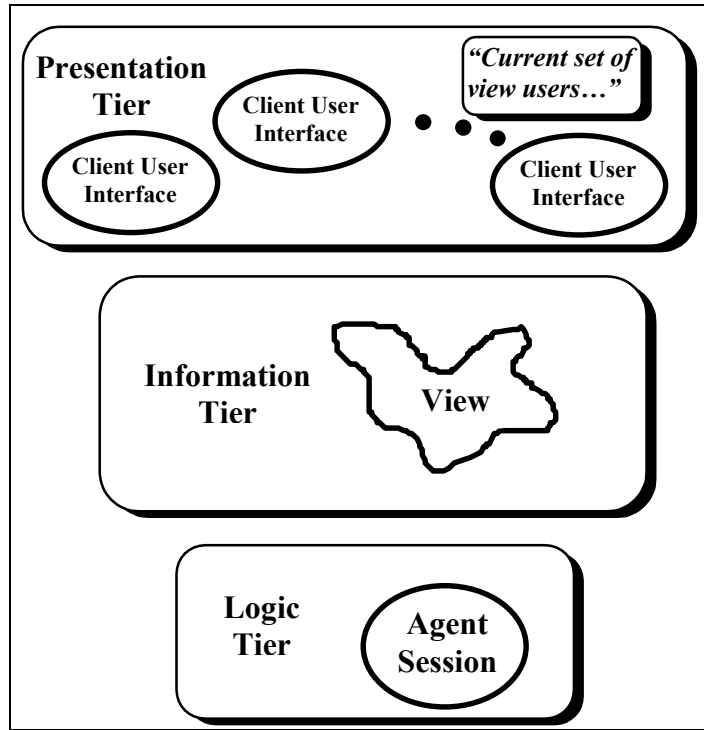 Presentation
Tier
Client User
Interface
“Current set of
view users…”
Client User
Interface
Client User
Interface
Information
Tier
View
Logic
Tier
Agent
Session